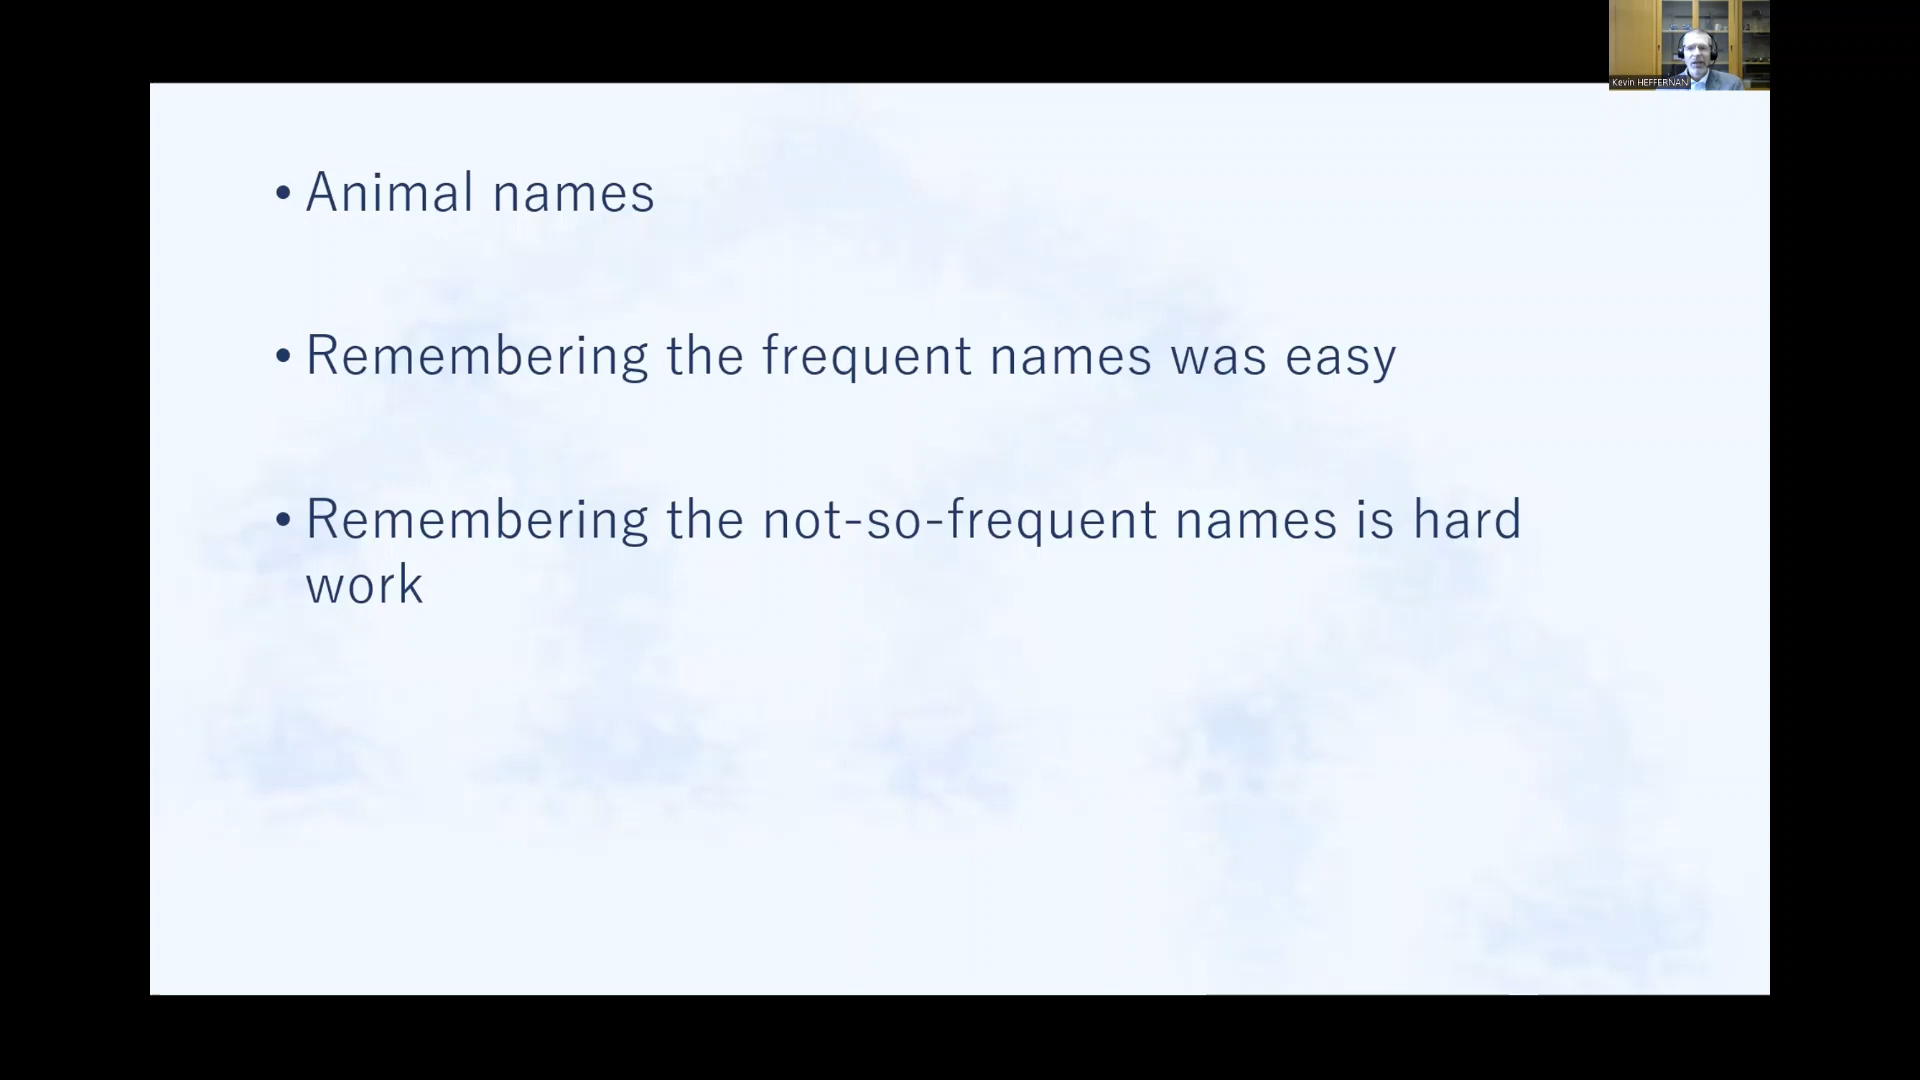 Kevin HEFFERNAN
• Animal names
• Remembering the frequent names was easy
• Remembering the not-so-frequent names is hard
work